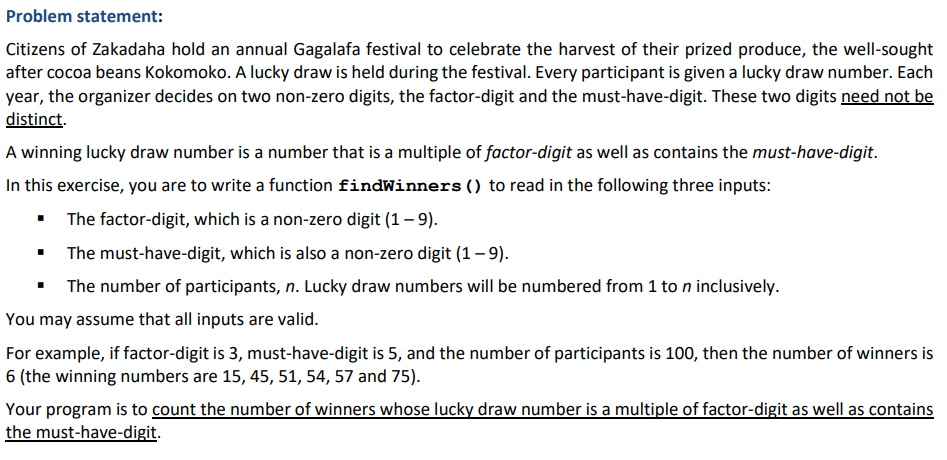 Problem statement:
Citizens of Zakadaha hold an annual Gagalafa festival to celebrate the harvest of their prized produce, the well-sought
after cocoa beans Kokomoko. A lucky draw is held during the festival. Every participant is given a lucky draw number. Each
year, the organizer decides on two non-zero digits, the factor-digit and the must-have-digit. These two digits need not be
distinct.
A winning lucky draw number is a number that is a multiple of factor-digit as well as contains the must-have-digit.
In this exercise, you are to write a function findWinners() to read in the following three inputs:
▪ The factor-digit, which is a non-zero digit (1 – 9).
▪ The must-have-digit, which is also a non-zero digit (1 – 9).
▪ The number of participants, n. Lucky draw numbers will be numbered from 1 to n inclusively.
You may assume that all inputs are valid.
For example, if factor-digit is 3, must-have-digit is 5, and the number of participants is 100, then the number of winners is
6 (the winning numbers are 15, 45, 51, 54, 57 and 75).
Your program is to count the number of winners whose lucky draw number is a multiple of factor-digit as well as contains
the must-have-digit.